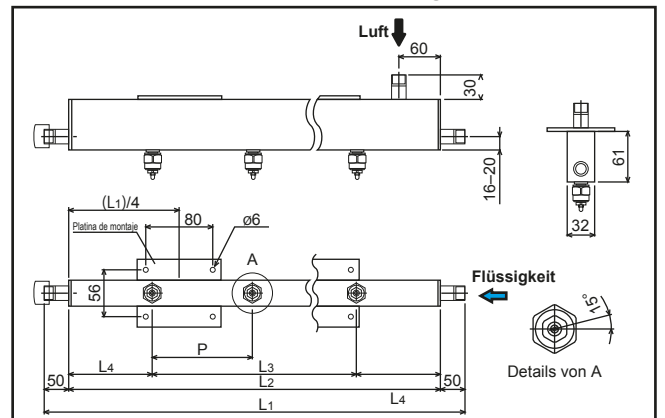 Luft
60
30
16–20
61
32
(L1)/4
Platina de montaje
80
ø6
A
56
Flüssigkeit
15°
P
Details von A
L4
L3
50
L2
50
L4
L1